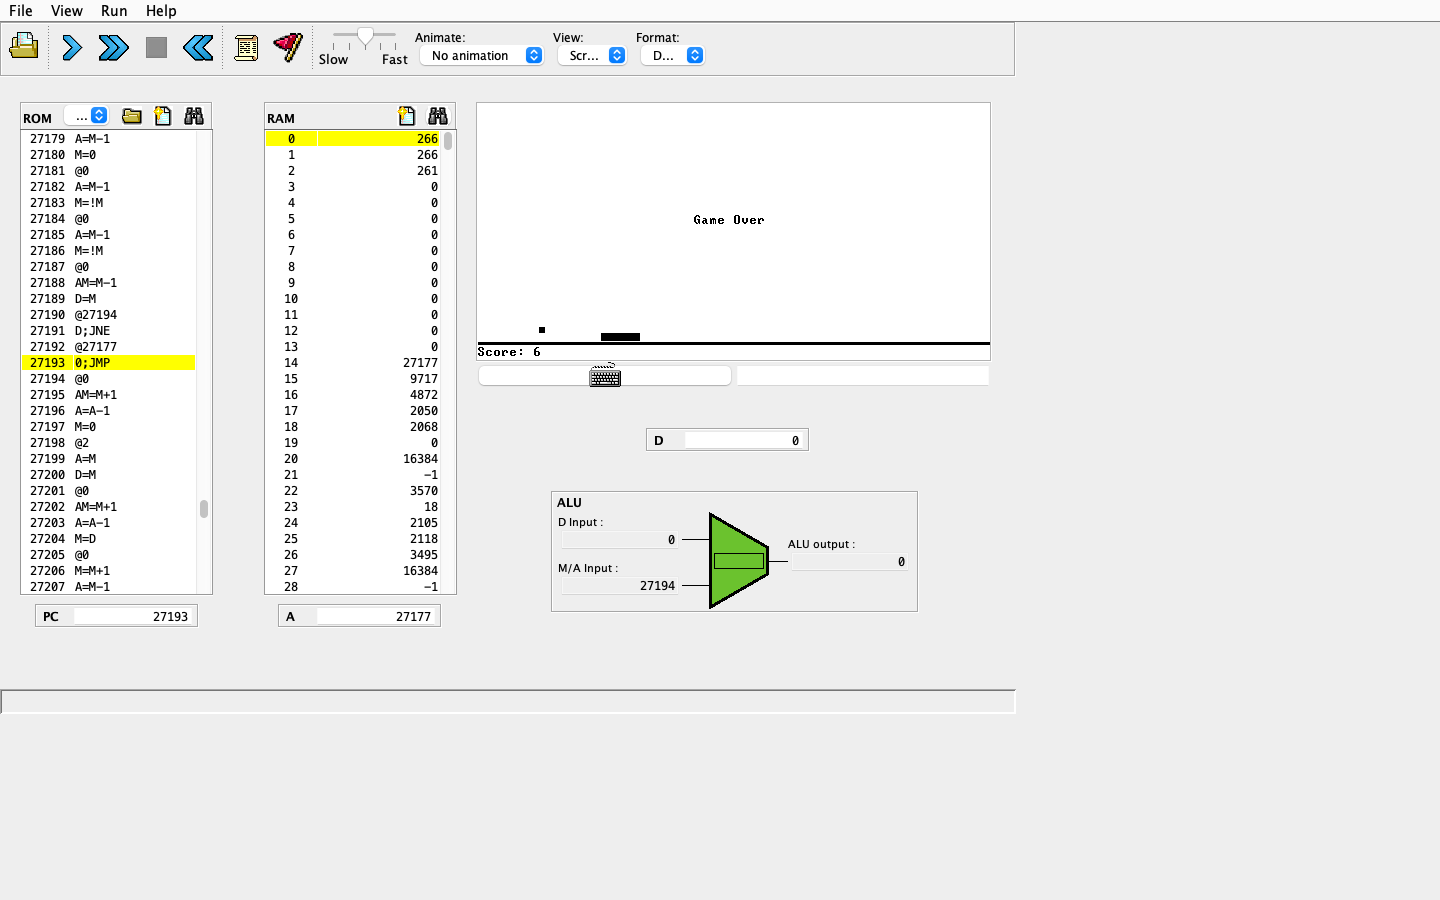 File View Run Help
Slow Fast
Animate:
No animation
View:
Scr...
Format:
D...
ROM ...
27179 A=M-1
27180 M=0
27181 @0
27182 A=M-1
27183 M=!M
27184 @0
27185 A=M-1
27186 M=!M
27187 @0
27188 AM=M-1
27189 D=M
27190 @27194
27191 D;JNE
27192 @27177
27193 0;JMP
27194 @0
27195 AM=M+1
27196 A=A-1
27197 M=0
27198 @2
27199 A=M
27200 D=M
27201 @0
27202 AM=M+1
27203 A=A-1
27204 M=D
27205 @0
27206 M=M+1
27207 A=M-1
PC 27193
RAM
0 266
1 266
2 261
3 0
4 0
5 0
6 0
7 0
8 0
9 0
10 0
11 0
12 0
13 0
14 27177
15 9717
16 4872
17 2050
18 2068
19 0
20 16384
21 -1
22 3570
23 18
24 2105
25 2118
26 3495
27 16384
28 -1
A 27177
Game Over
Score: 6
D 0
ALU
D Input :
0
M/A Input :
27194
ALU output :
0